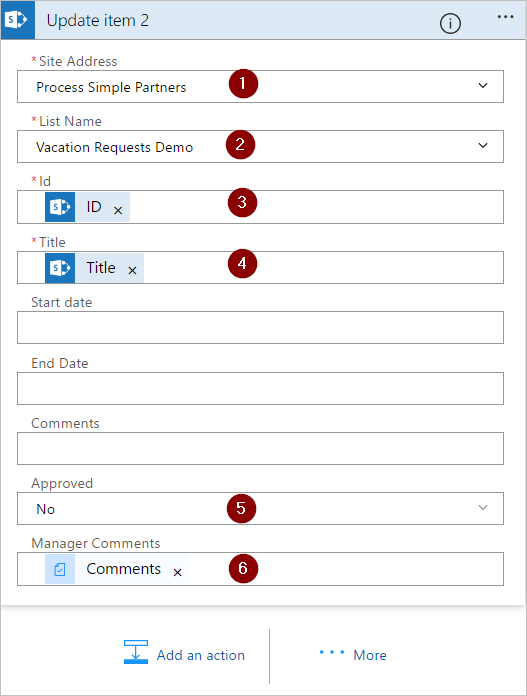 Update item 2
* Site Address
Process Simple Partners 1
* List Name
Vacation Requests Demo 2
* Id
ID × 3
* Title
Title × 4
Start date
End Date
Comments
Approved
No 5
Manager Comments
Comments × 6
Add an action ··· More